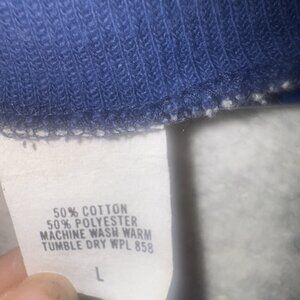 50% COTTON
50% POLYESTER
MACHINE WASH WARM
TUMBLE DRY WPL 858
L